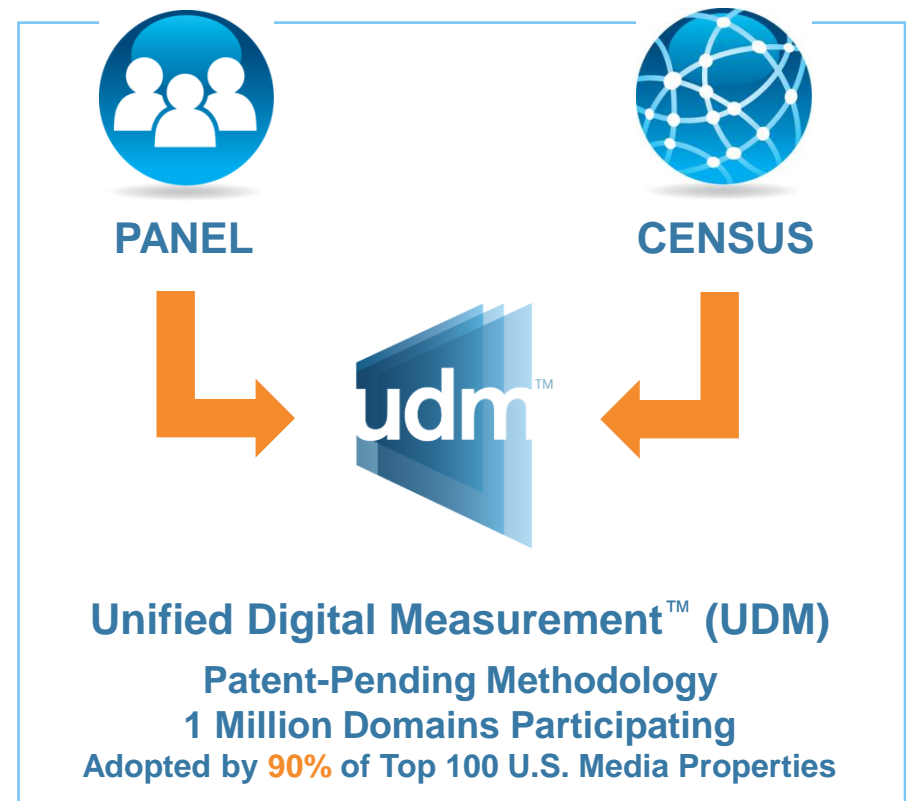 PANEL
CENSUS
udm™
Unified Digital Measurement™ (UDM)
Patent-Pending Methodology
1 Million Domains Participating
Adopted by 90% of Top 100 U.S. Media Properties